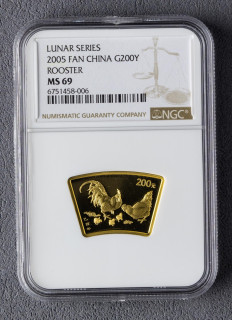 LUNAR SERIES
2005 FAN CHINA G200Y
ROOSTER
MS 69
6751458-006
NUMISMATIC GUARANTY COMPANY
NGC
200元